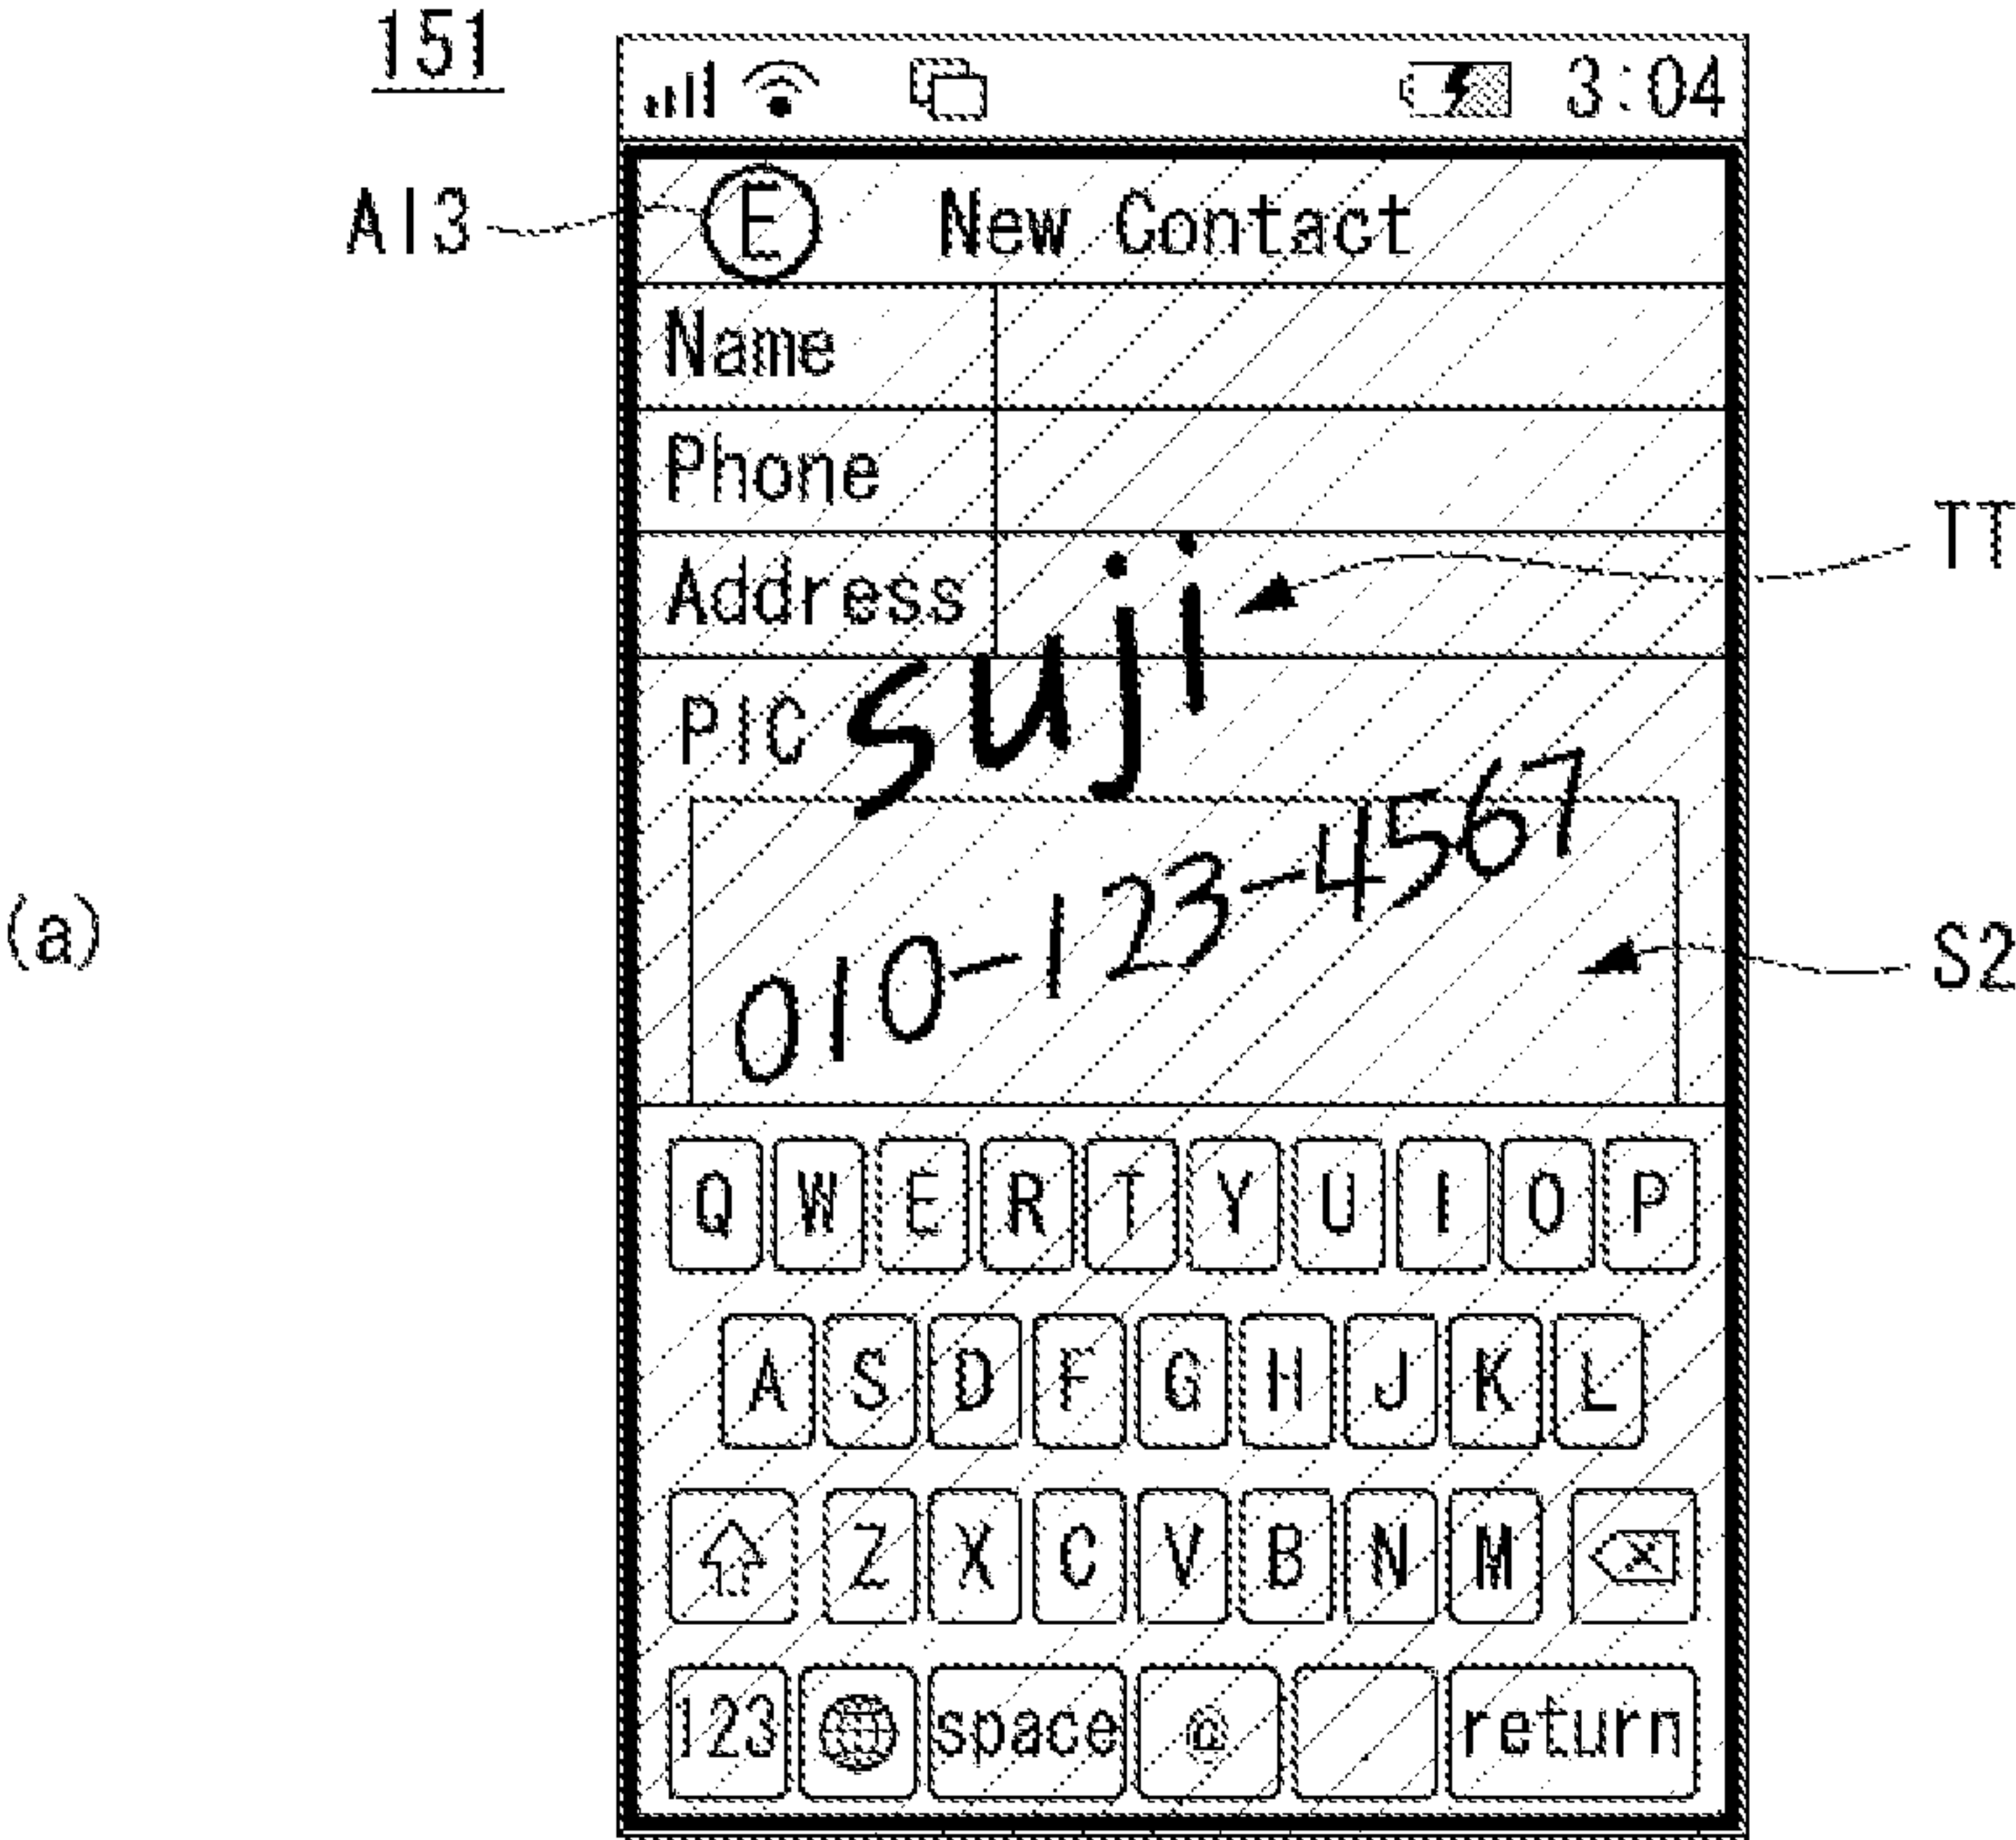 151
3:04
AI3
E New Contact
Name
Phone
Address
TT
suji
PIC
010-123-4567
(a)
S2
Q W E R T Y U I O P
A S D F G H J K L
Z X C V B N M
123 space @ return